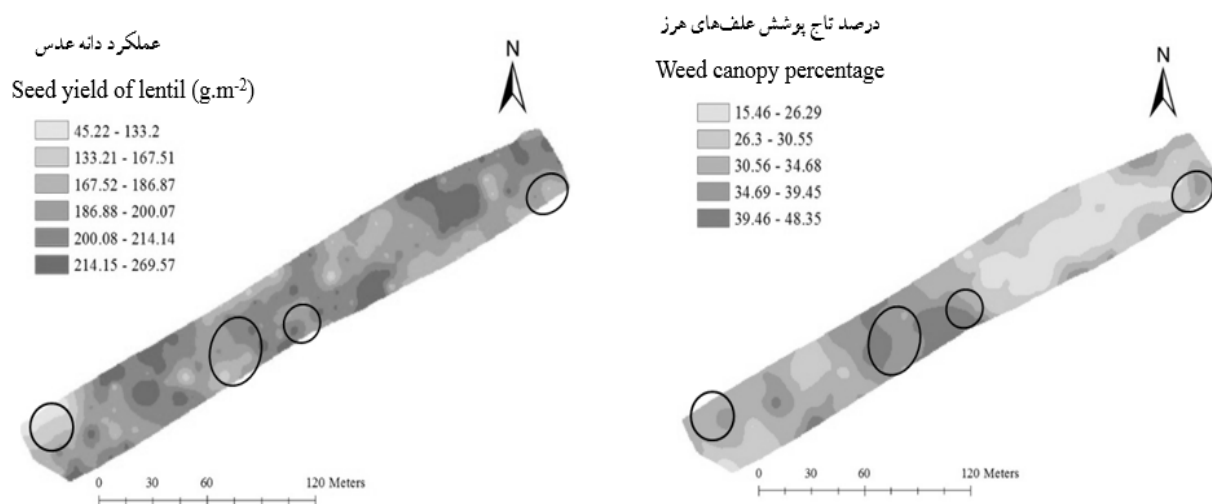 عملکرد دانه عدس
Seed yield of lentil (g.m-2)
45.22 - 133.2
133.21 - 167.51
167.52 - 186.87
186.88 - 200.07
200.08 - 214.14
214.15 - 269.57
N
0 30 60 120 Meters
درصد تاج پوشش علف‌های هرز
Weed canopy percentage
15.46 - 26.29
26.3 - 30.55
30.56 - 34.68
34.69 - 39.45
39.46 - 48.35
N
0 30 60 120 Meters